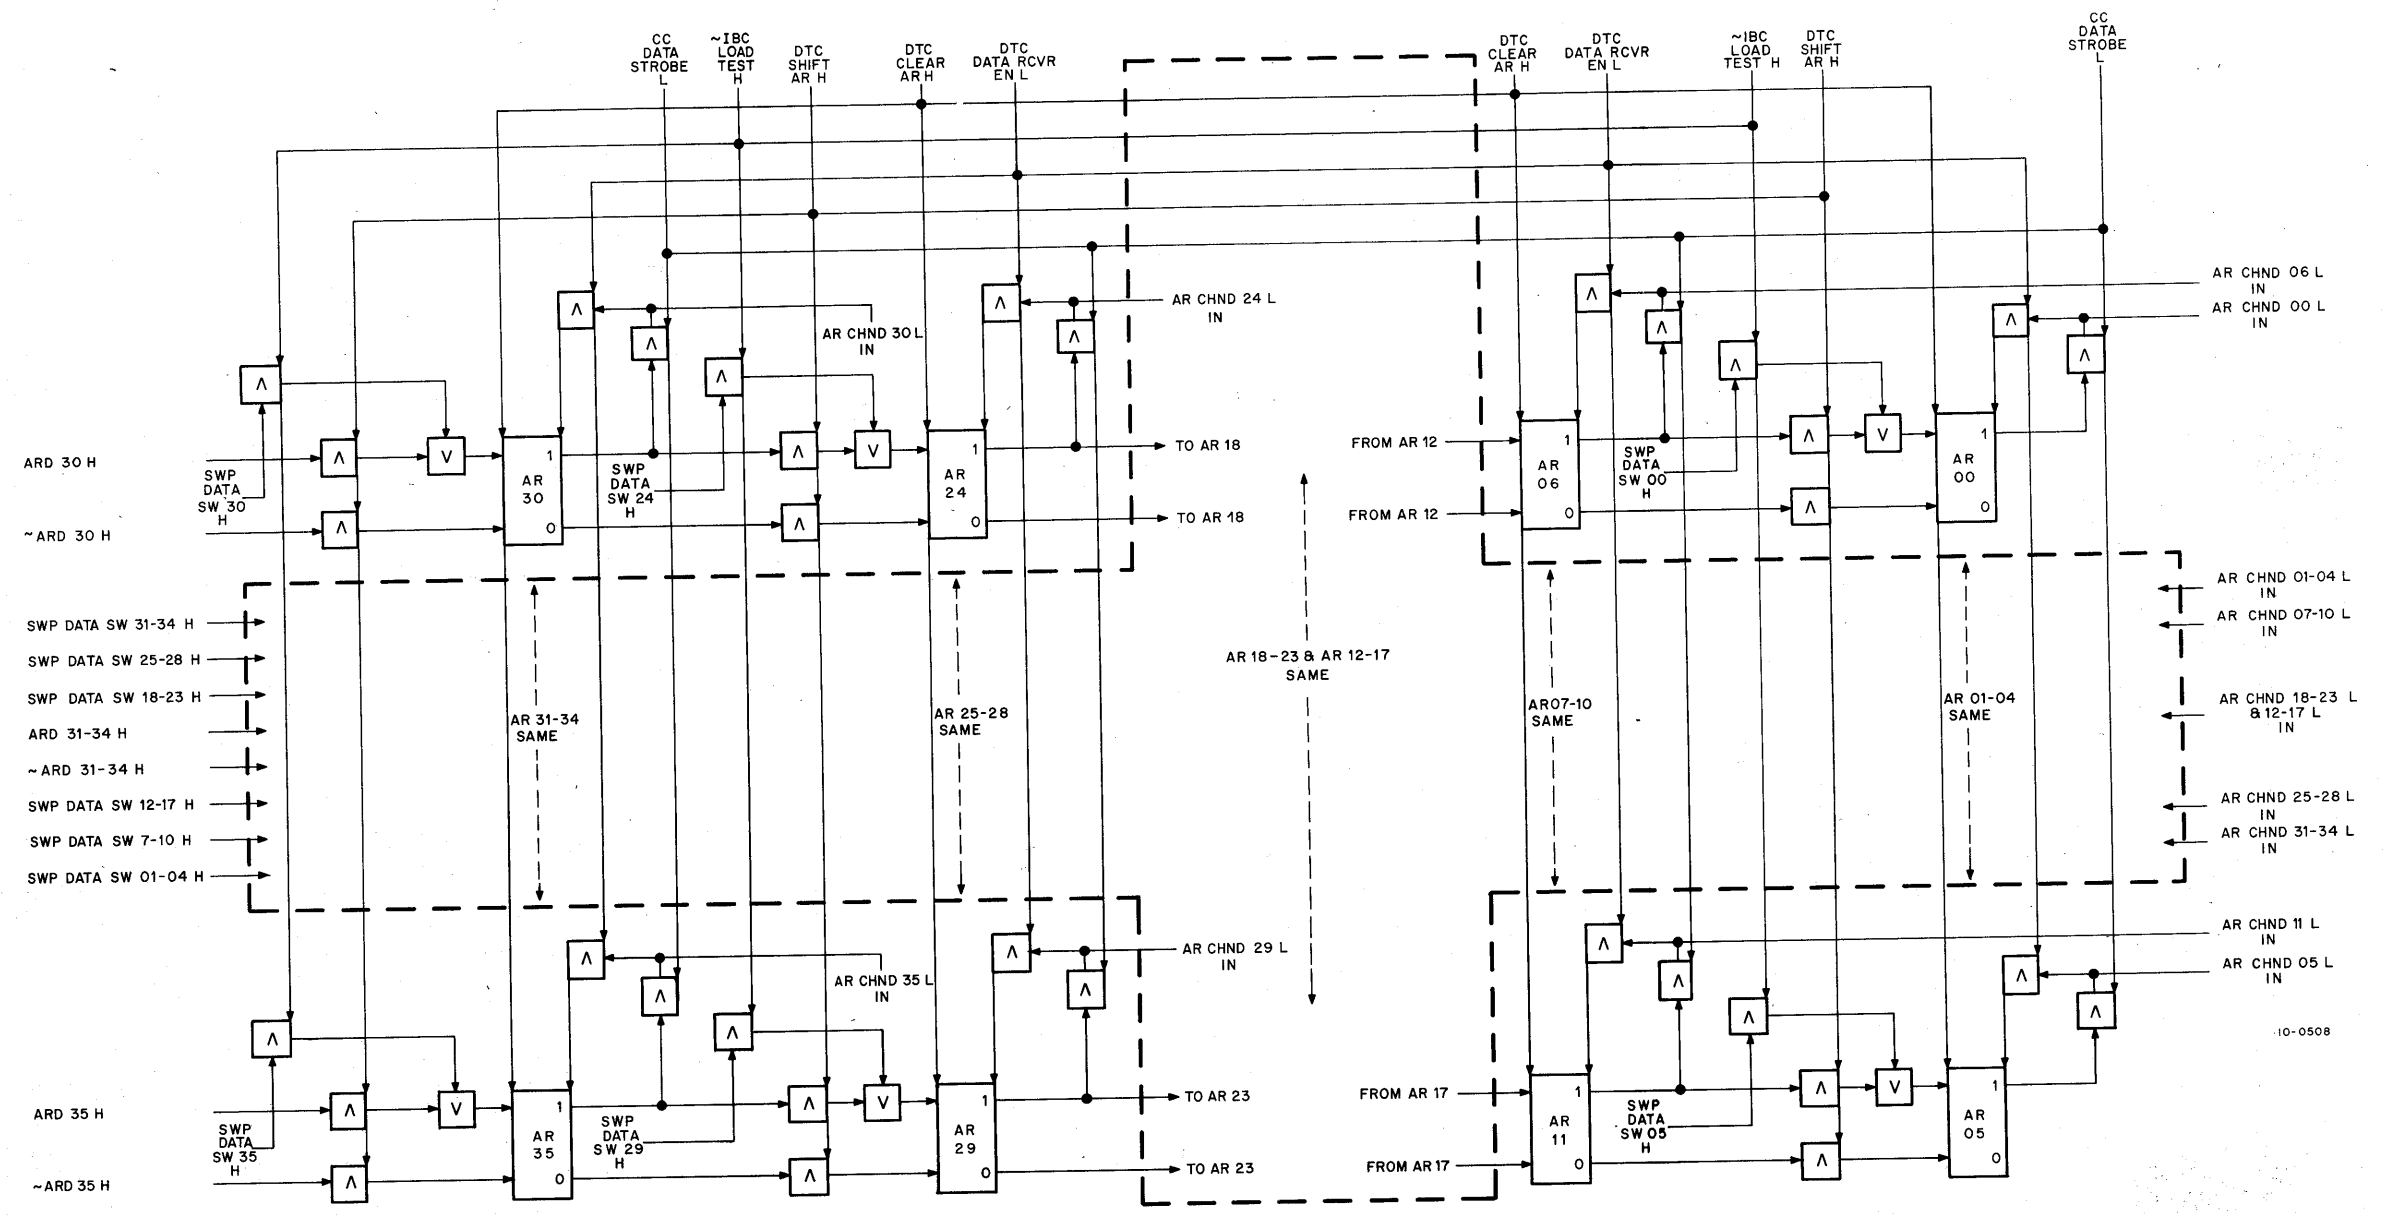 CC
DATA
STROBE
L
~IBC
LOAD
TEST
H
DTC
SHIFT
AR H
DTC
CLEAR
AR H
DTC
DATA RCVR
EN L
DTC
CLEAR
AR H
DTC
DATA RCVR
EN L
~IBC
LOAD
TEST H
DTC
SHIFT
AR H
CC
DATA
STROBE
L
AR CHND 06 L
IN
AR CHND 00 L
IN
AR CHND 24 L
IN
AR CHND 30 L
IN
Λ
Λ
Λ
Λ
Λ
Λ
Λ
Λ
Λ
Λ
Λ
ARD 30 H
SWP
DATA
SW 30
H
~ARD 30 H
Λ
V
Λ
AR
30
1
0
SWP
DATA
SW 24
H
Λ
V
Λ
AR
24
1
0
TO AR 18
TO AR 18
FROM AR 12
FROM AR 12
AR
06
1
0
SWP
DATA
SW 00
H
Λ
V
Λ
AR
00
1
0
SWP DATA SW 31-34 H
SWP DATA SW 25-28 H
SWP DATA SW 18-23 H
ARD 31-34 H
~ARD 31-34 H
SWP DATA SW 12-17 H
SWP DATA SW 7-10 H
SWP DATA SW 01-04 H
AR 31-34
SAME
AR 25-28
SAME
AR 18-23 & AR 12-17
SAME
AR07-10
SAME
AR 01-04
SAME
AR CHND 01-04 L
IN
AR CHND 07-10 L
IN
AR CHND 18-23 L
& 12-17 L
IN
AR CHND 25-28 L
IN
AR CHND 31-34 L
IN
AR CHND 11 L
IN
AR CHND 05 L
IN
AR CHND 29 L
IN
AR CHND 35 L
IN
Λ
Λ
Λ
Λ
Λ
Λ
Λ
Λ
Λ
Λ
Λ
Λ
10-0508
ARD 35 H
SWP
DATA
SW 35
H
~ARD 35 H
Λ
V
Λ
AR
35
1
0
SWP
DATA
SW 29
H
Λ
V
Λ
AR
29
1
0
TO AR 23
TO AR 23
FROM AR 17
FROM AR 17
AR
11
1
0
SWP
DATA
SW 05
H
Λ
V
Λ
AR
05
1
0